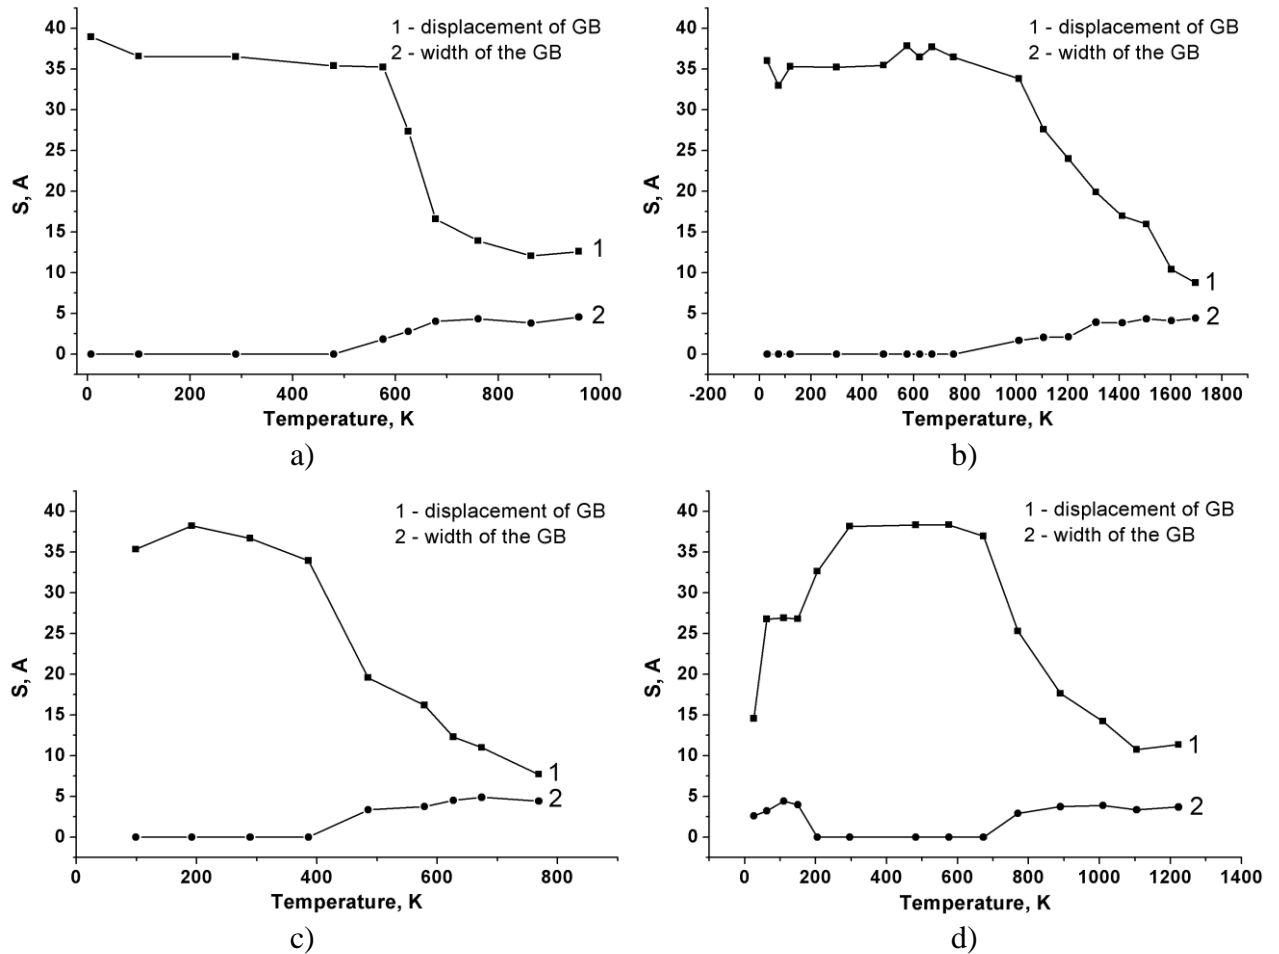 1 - displacement of GB
2 - width of the GB
40
35
30
25
20
15
10
5
0
S, A
1
2
0 200 400 600 800 1000
Temperature, K
a)
1 - displacement of GB
2 - width of the GB
40
35
30
25
20
15
10
5
0
S, A
1
2
-200 0 200 400 600 800 1000 1200 1400 1600 1800
Temperature, K
b)
1 - displacement of GB
2 - width of the GB
40
35
30
25
20
15
10
5
0
S, A
1
2
0 200 400 600 800
Temperature, K
c)
1 - displacement of GB
2 - width of the GB
40
35
30
25
20
15
10
5
0
S, A
1
2
0 200 400 600 800 1000 1200 1400
Temperature, K
d)